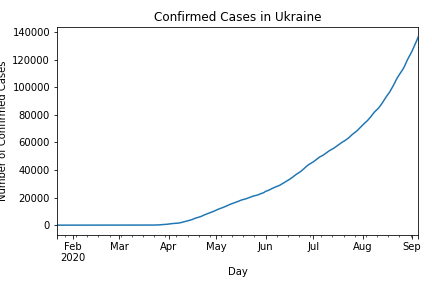 Confirmed Cases in Ukraine
Number of Confirmed Cases
140000
120000
100000
80000
60000
40000
20000
0
Feb Mar Apr May Jun Jul Aug Sep
2020
Day